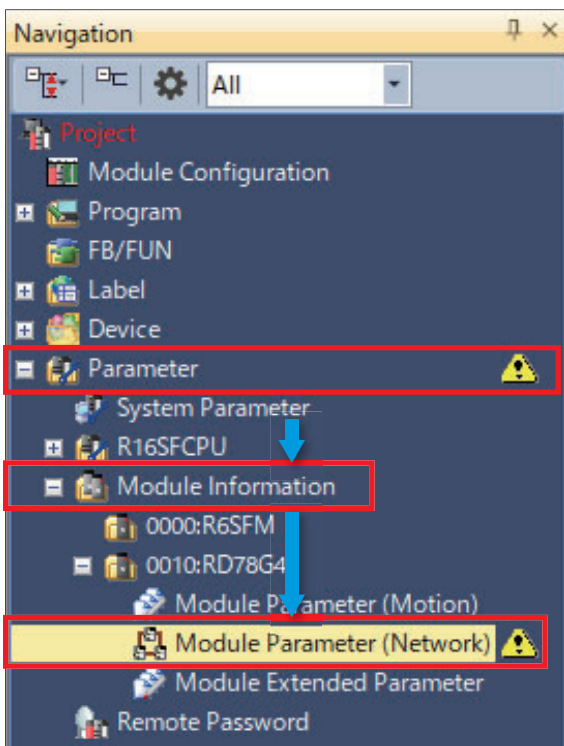 Navigation
All
Project
Module Configuration
Program
FB/FUN
Label
Device
Parameter
System Parameter
R16SFCPU
Module Information
0000:R6SFM
0010:RD78G4
Module Parameter (Motion)
Module Parameter (Network)
Module Extended Parameter
Remote Password